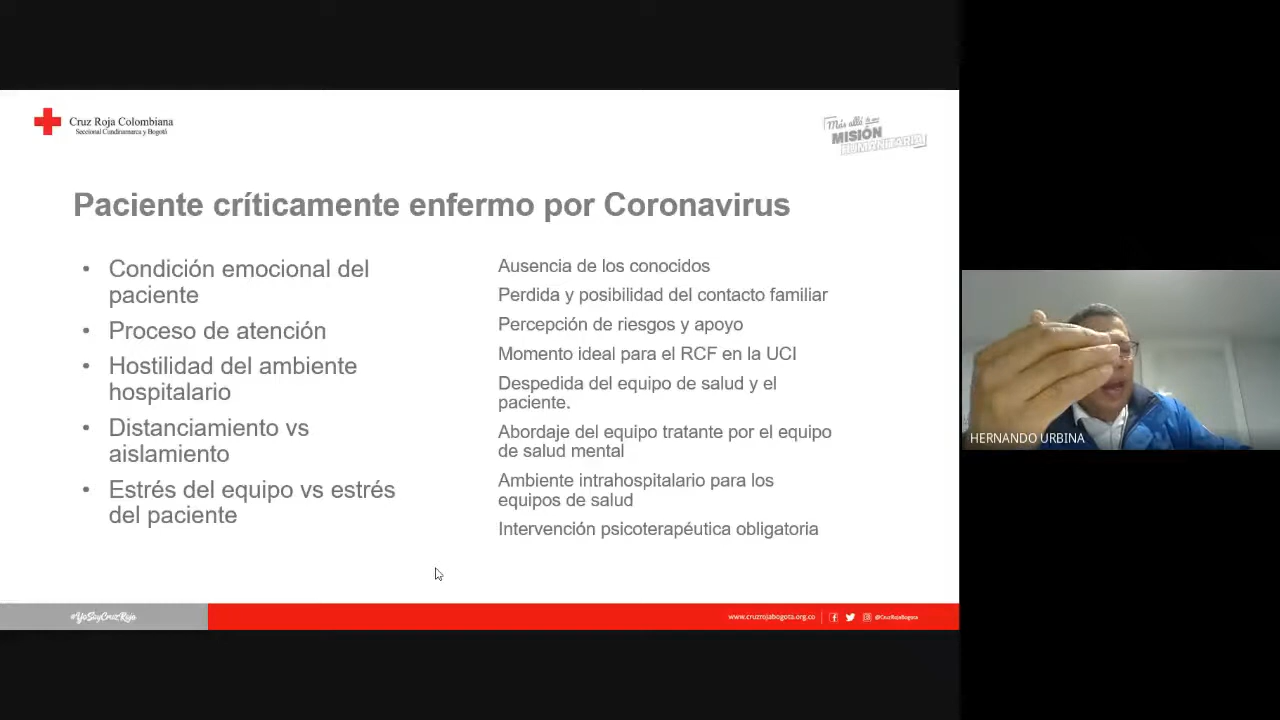 Cruz Roja Colombiana
Seccional Cundinamarca y Bogotá
Más allá de una
MISIÓN
HUMANITARIA
Paciente críticamente enfermo por Coronavirus
• Condición emocional del
paciente
• Proceso de atención
• Hostilidad del ambiente
hospitalario
• Distanciamiento vs
aislamiento
• Estrés del equipo vs estrés
del paciente
Ausencia de los conocidos
Perdida y posibilidad del contacto familiar
Percepción de riesgos y apoyo
Momento ideal para el RCF en la UCI
Despedida del equipo de salud y el
paciente.
Abordaje del equipo tratante por el equipo
de salud mental
Ambiente intrahospitalario para los
equipos de salud
Intervención psicoterapéutica obligatoria
HERNANDO URBINA
#YoSoyCruzRoja
www.cruzrojabogota.org.co
@CruzRojaBogota